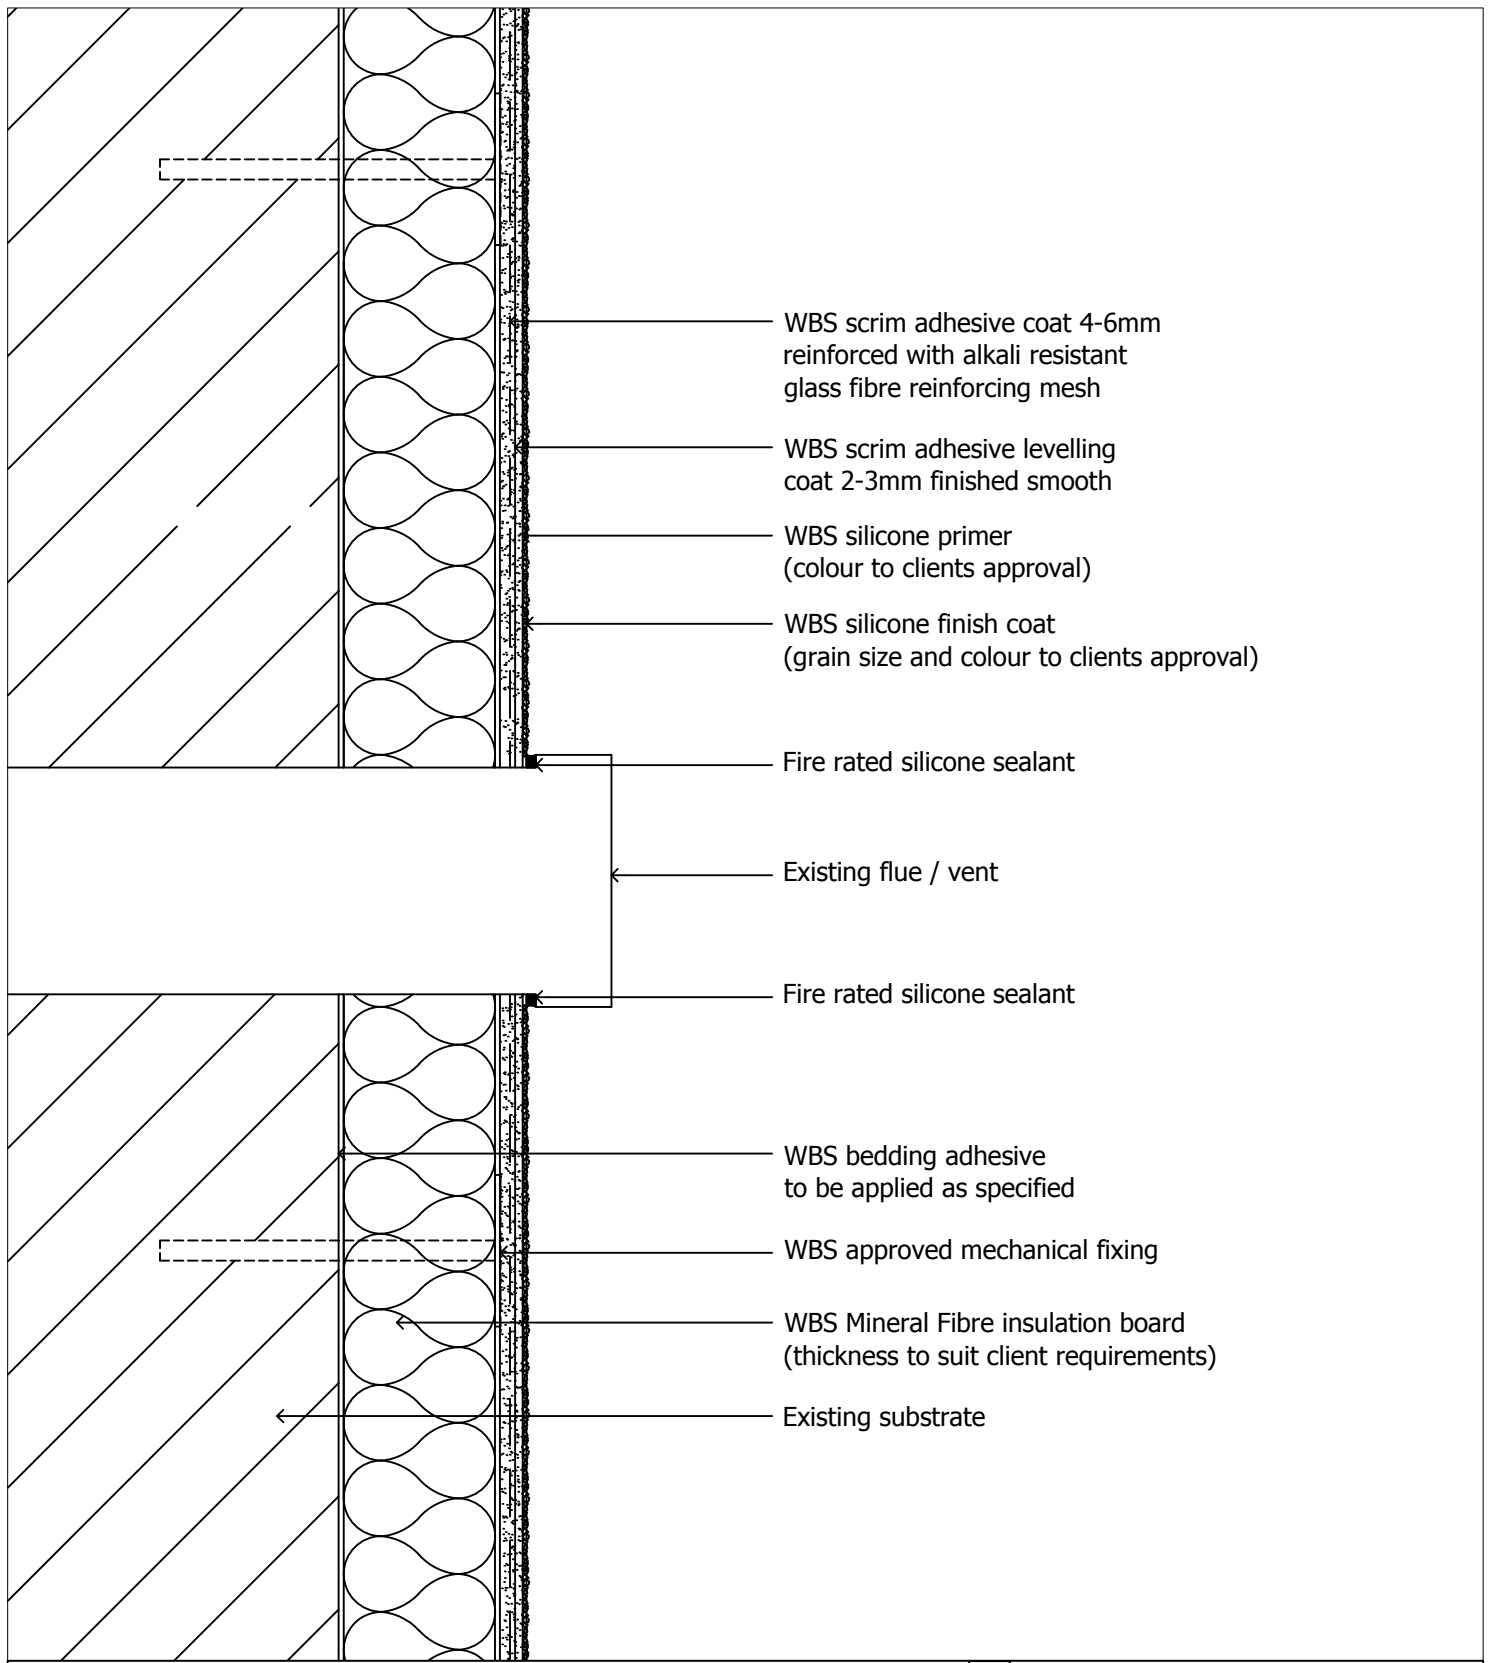 WBS scrim adhesive coat 4-6mm
reinforced with alkali resistant
glass fibre reinforcing mesh
WBS scrim adhesive levelling
coat 2-3mm finished smooth
WBS silicone primer
(colour to clients approval)
WBS silicone finish coat
(grain size and colour to clients approval)
Fire rated silicone sealant
Existing flue / vent
Fire rated silicone sealant
WBS bedding adhesive
to be applied as specified
WBS approved mechanical fixing
WBS Mineral Fibre insulation board
(thickness to suit client requirements)
Existing substrate